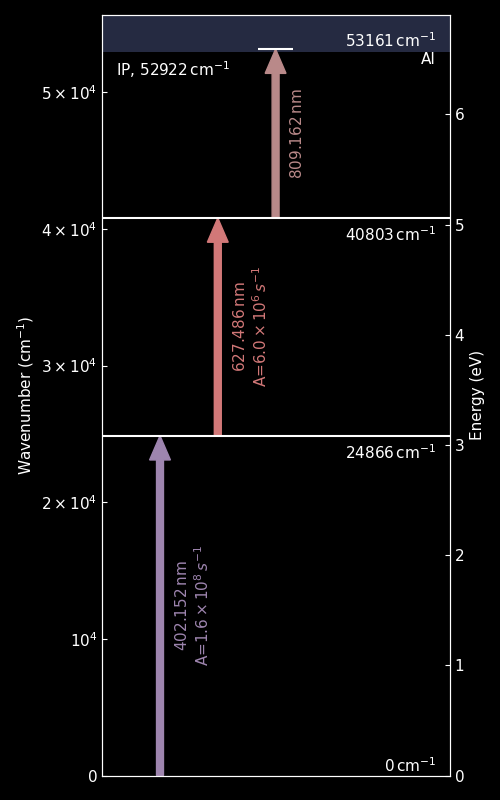 53161 cm⁻¹
AI
IP, 52922 cm⁻¹
5 × 10⁴
6
809.162 nm
4 × 10⁴
5
40803 cm⁻¹
627.486 nm
A=6.0 × 10⁶ s⁻¹
4
3 × 10⁴
Wavenumber (cm⁻¹)
Energy (eV)
3
24866 cm⁻¹
2 × 10⁴
2
402.152 nm
A=1.6 × 10⁸ s⁻¹
10⁴
1
0 cm⁻¹
0
0